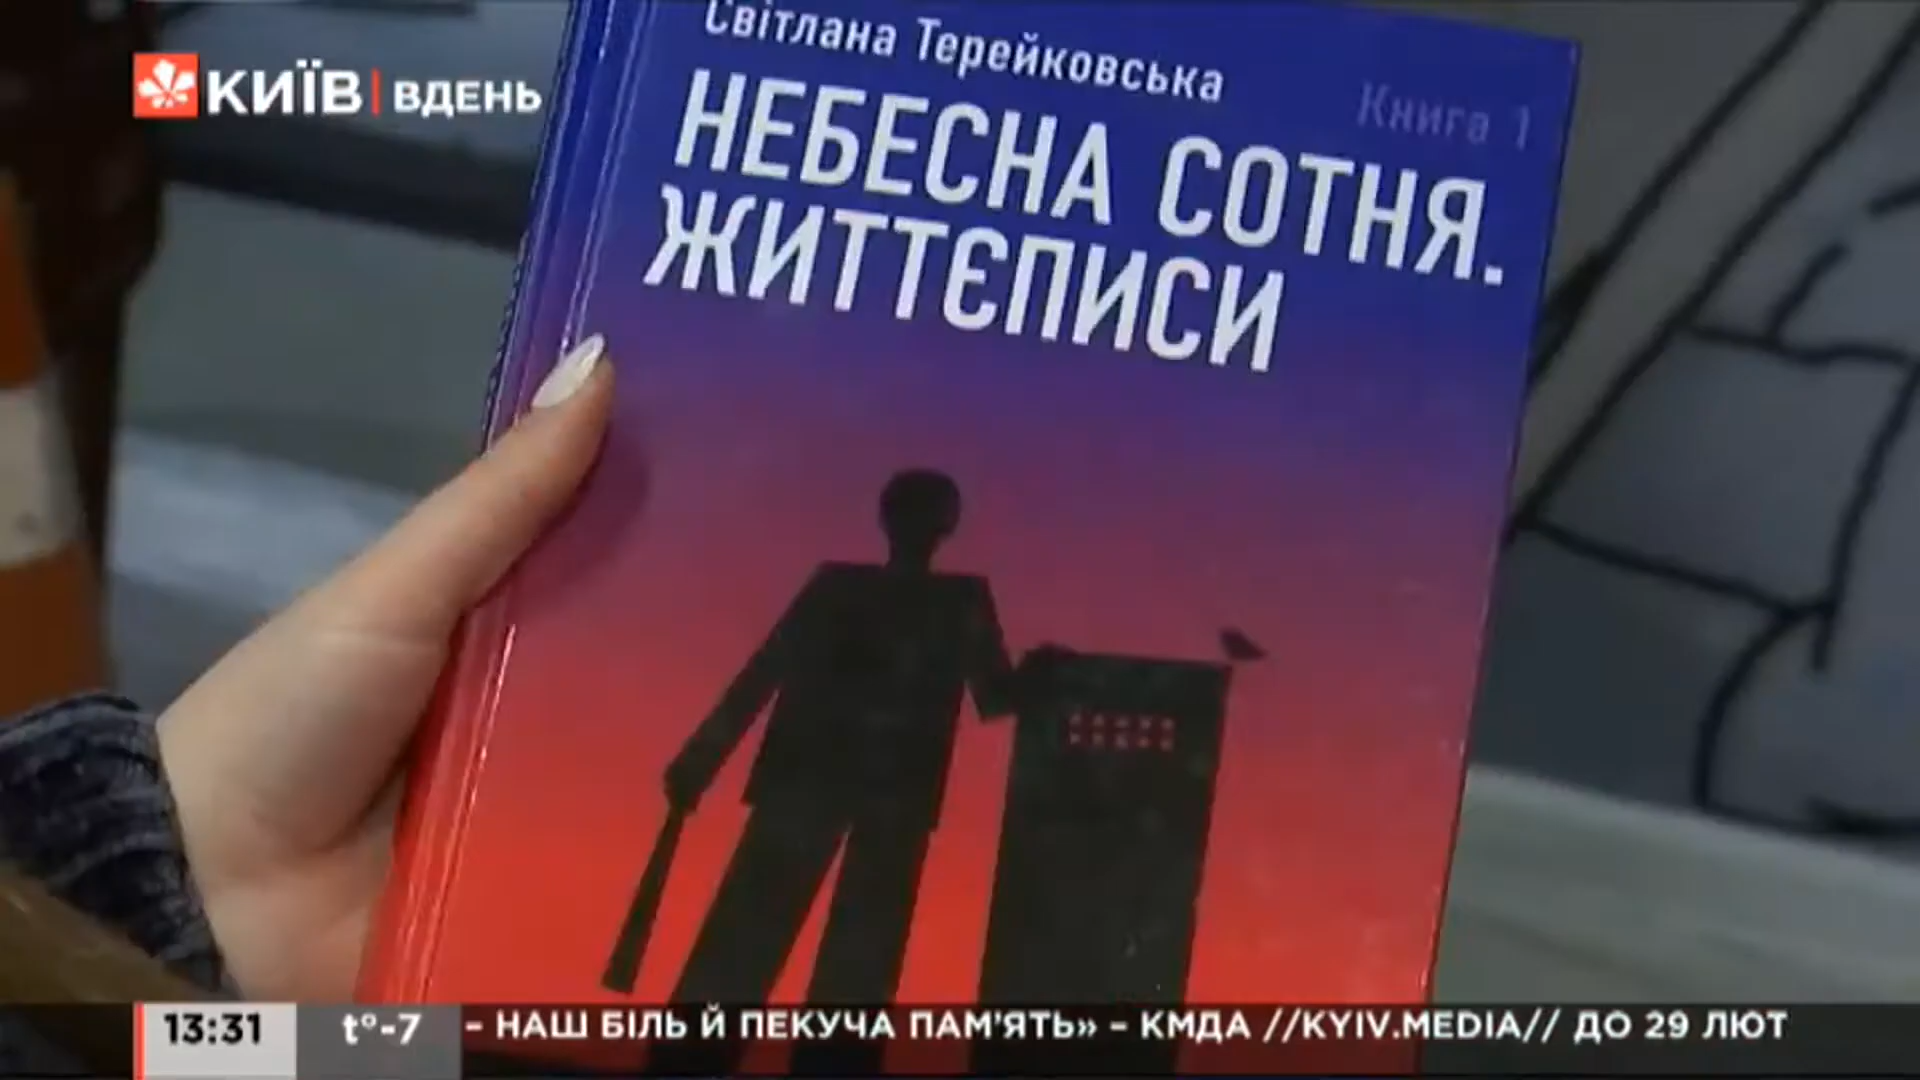 КИЇВ | ВДЕНЬ
Світлана Терейковська
Книга 1
НЕБЕСНА СОТНЯ.
ЖИТТЄПИСИ
13:31
t°-7
– НАШ БІЛЬ Й ПЕКУЧА ПАМ'ЯТЬ» – КМДА //KYIV.MEDIA// ДО 29 ЛЮТ